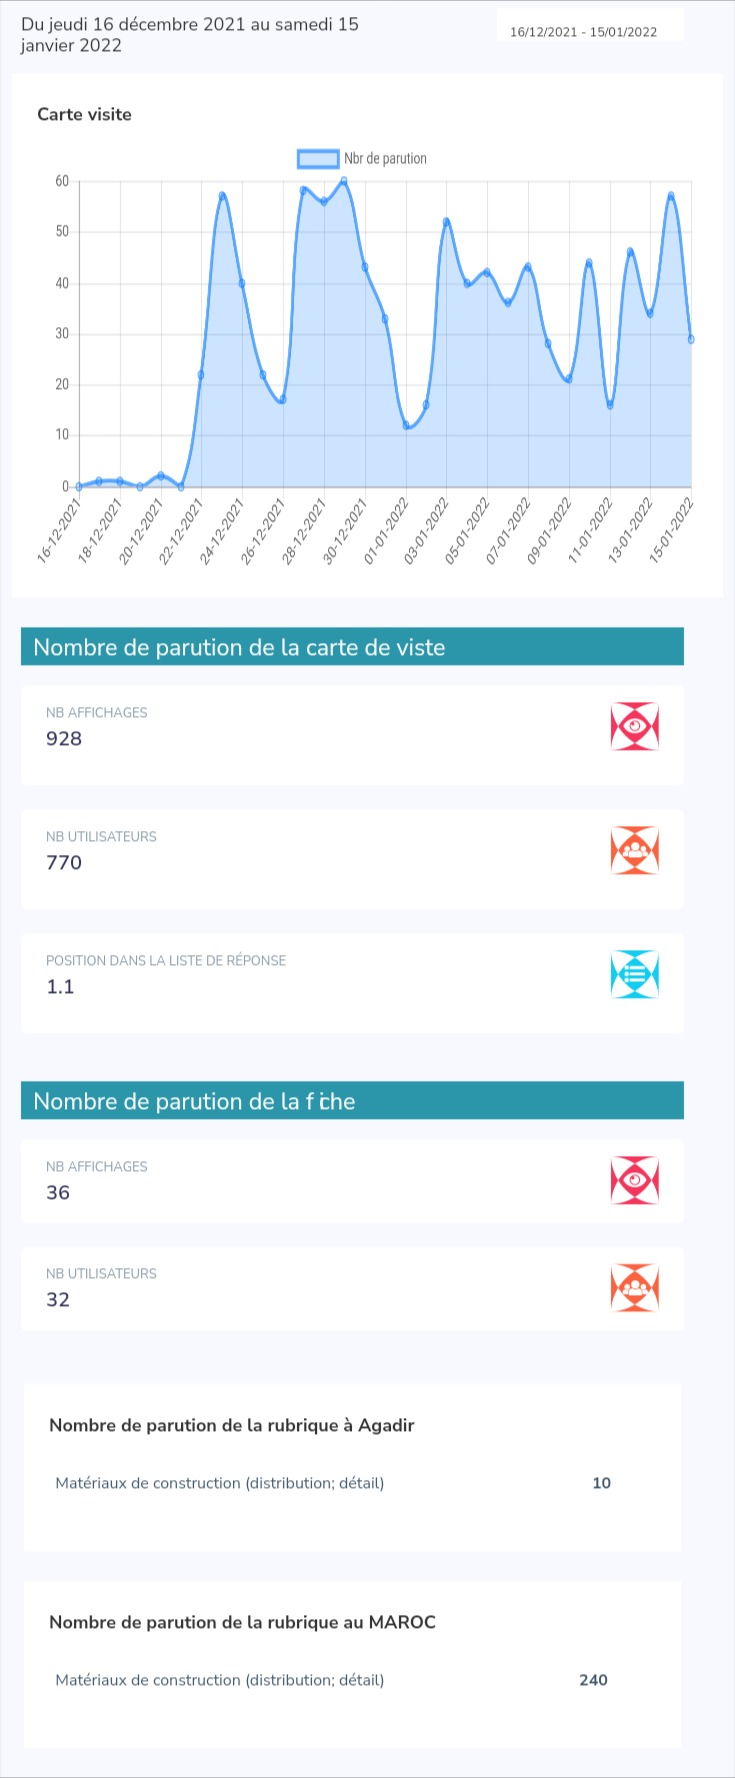 Du jeudi 16 décembre 2021 au samedi 15
janvier 2022
16/12/2021 - 15/01/2022
Carte visite
Nbr de parution
60
50
40
30
20
10
0
16-12-2021
18-12-2021
20-12-2021
22-12-2021
24-12-2021
26-12-2021
28-12-2021
30-12-2021
01-01-2022
03-01-2022
05-01-2022
07-01-2022
09-01-2022
11-01-2022
13-01-2022
15-01-2022
Nombre de parution de la carte de viste
NB AFFICHAGES
928
NB UTILISATEURS
770
POSITION DANS LA LISTE DE RÉPONSE
1.1
Nombre de parution de la fiche
NB AFFICHAGES
36
NB UTILISATEURS
32
Nombre de parution de la rubrique à Agadir
Matériaux de construction (distribution; détail) 10
Nombre de parution de la rubrique au MAROC
Matériaux de construction (distribution; détail) 240